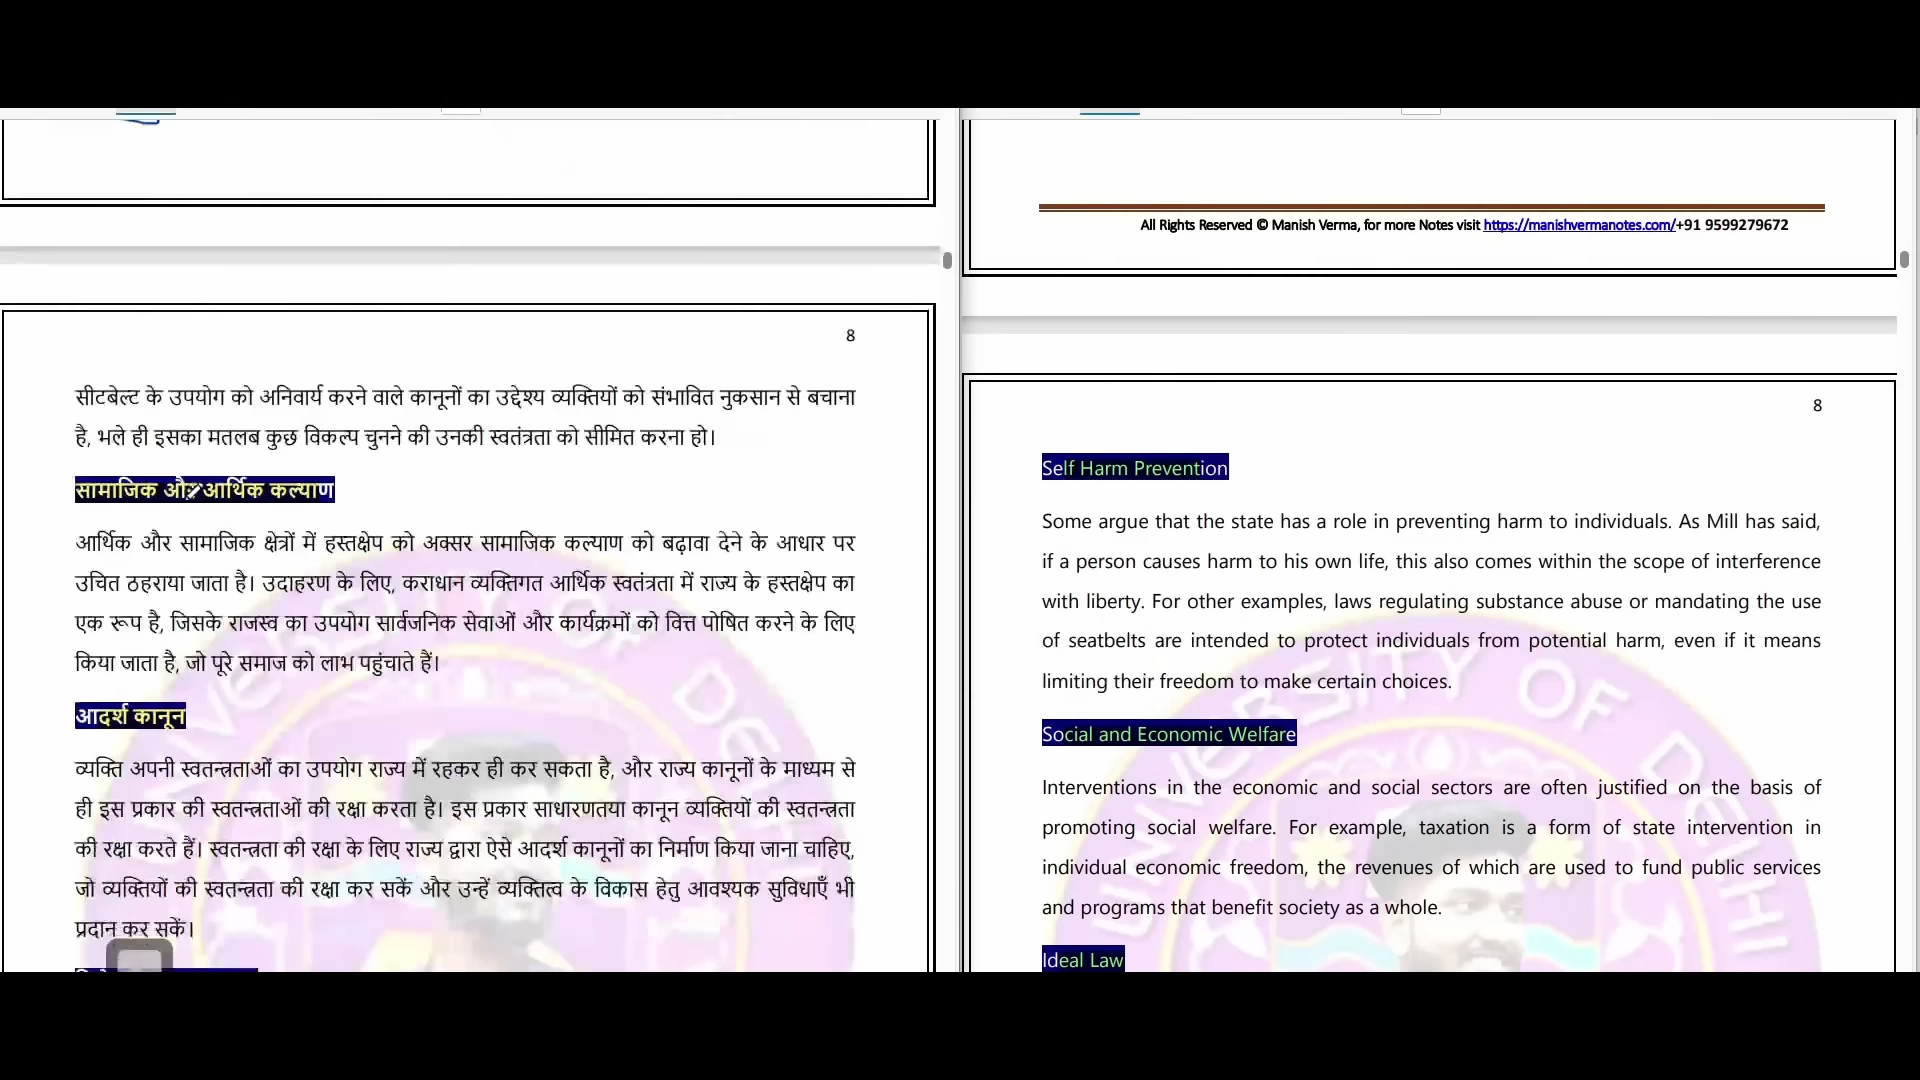 8
सीटबेल्ट के उपयोग को अनिवार्य करने वाले कानूनों का उद्देश्य व्यक्तियों को संभावित नुकसान से बचाना
है, भले ही इसका मतलब कुछ विकल्प चुनने की उनकी स्वतंत्रता को सीमित करना हो।
सामाजिक और आर्थिक कल्याण
आर्थिक और सामाजिक क्षेत्रों में हस्तक्षेप को अक्सर सामाजिक कल्याण को बढ़ावा देने के आधार पर
उचित ठहराया जाता है। उदाहरण के लिए, कराधान व्यक्तिगत आर्थिक स्वतंत्रता में राज्य के हस्तक्षेप का
एक रूप है, जिसके राजस्व का उपयोग सार्वजनिक सेवाओं और कार्यक्रमों को वित्त पोषित करने के लिए
किया जाता है, जो पूरे समाज को लाभ पहुंचाते हैं।
आदर्श कानून
व्यक्ति अपनी स्वतन्त्रताओं का उपयोग राज्य में रहकर ही कर सकता है, और राज्य कानूनों के माध्यम से
ही इस प्रकार की स्वतन्त्रताओं की रक्षा करता है। इस प्रकार साधारणतया कानून व्यक्तियों की स्वतन्त्रता
की रक्षा करते हैं। स्वतन्त्रता की रक्षा के लिए राज्य द्वारा ऐसे आदर्श कानूनों का निर्माण किया जाना चाहिए,
जो व्यक्तियों की स्वतन्त्रता की रक्षा कर सकें और उन्हें व्यक्तित्व के विकास हेतु आवश्यक सुविधाएँ भी
प्रदान कर सकें।
UNIVERSITY OF DELHI
All Rights Reserved © Manish Verma, for more Notes visit https://manishvermanotes.com/+91 9599279672
8
Self Harm Prevention
Some argue that the state has a role in preventing harm to individuals. As Mill has said,
if a person causes harm to his own life, this also comes within the scope of interference
with liberty. For other examples, laws regulating substance abuse or mandating the use
of seatbelts are intended to protect individuals from potential harm, even if it means
limiting their freedom to make certain choices.
Social and Economic Welfare
Interventions in the economic and social sectors are often justified on the basis of
promoting social welfare. For example, taxation is a form of state intervention in
individual economic freedom, the revenues of which are used to fund public services
and programs that benefit society as a whole.
Ideal Law
UNIVERSITY OF DELHI